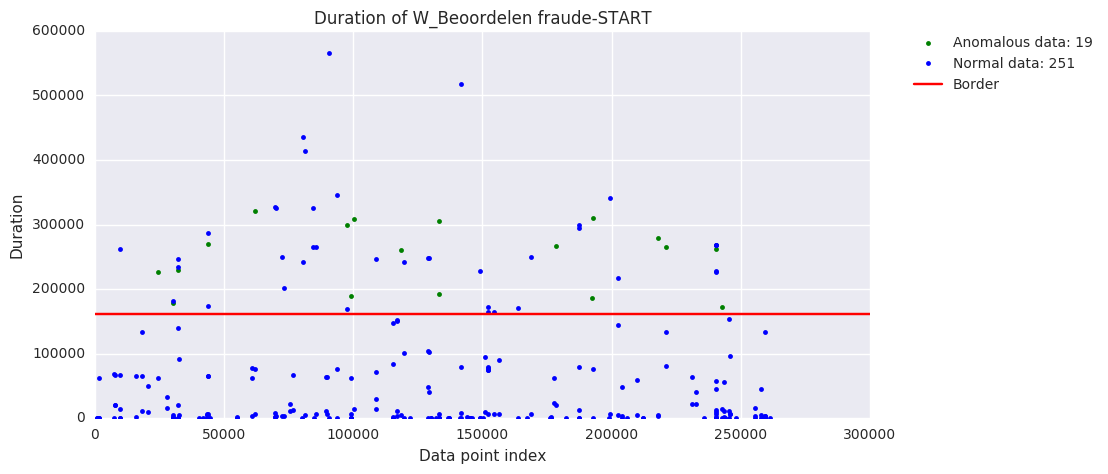 Duration of W_Beoordelen fraude-START
600000
500000
400000
300000
200000
100000
0
Duration
0 50000 100000 150000 200000 250000 300000
Data point index
Anomalous data: 19
Normal data: 251
Border